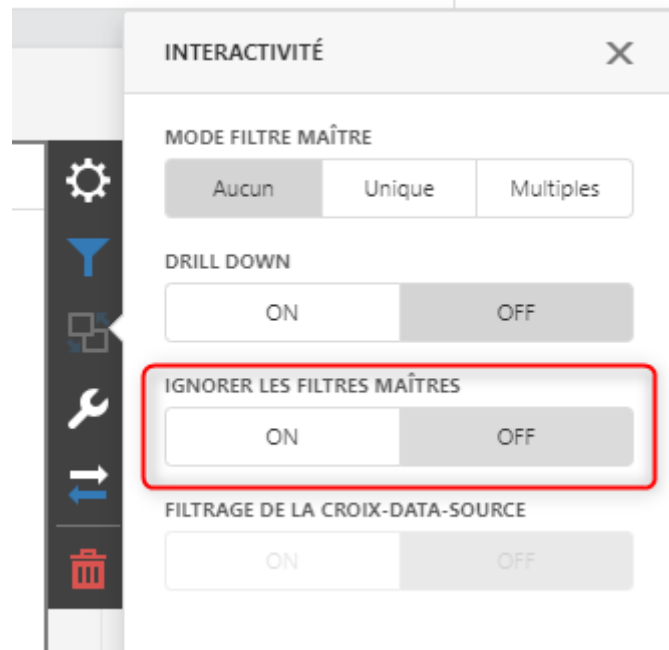 INTERACTIVITÉ
MODE FILTRE MAÎTRE
Aucun Unique Multiples
DRILL DOWN
ON OFF
IGNORER LES FILTRES MAÎTRES
ON OFF
FILTRAGE DE LA CROIX-DATA-SOURCE
ON OFF